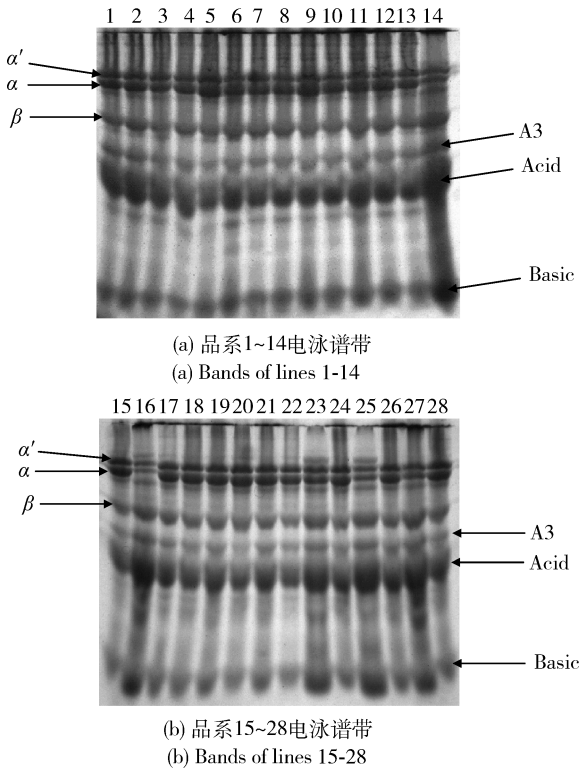 1 2 3 4 5 6 7 8 9 10 11 12 13 14
α′
α
β
A3
Acid
Basic
(a) 品系1~14电泳谱带
(a) Bands of lines 1-14
15 16 17 18 19 20 21 22 23 24 25 26 27 28
α′
α
β
A3
Acid
Basic
(b) 品系15~28电泳谱带
(b) Bands of lines 15-28